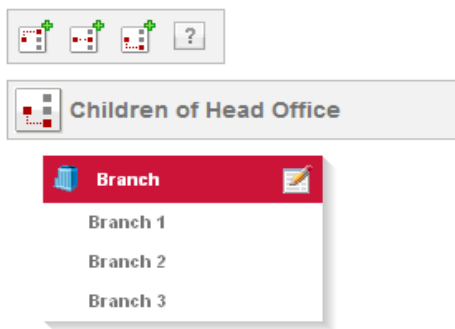 ?
Children of Head Office
Branch
Branch 1
Branch 2
Branch 3